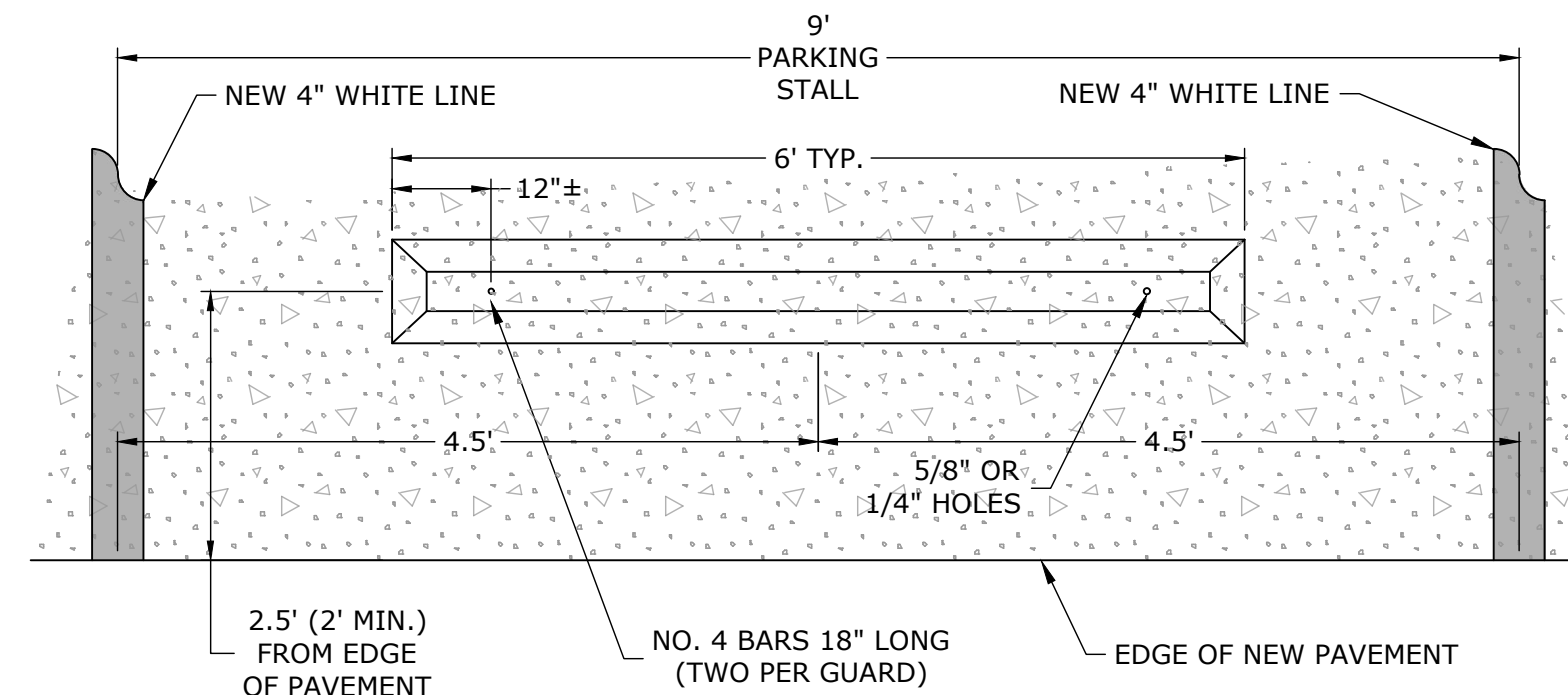 9'
PARKING
STALL
NEW 4" WHITE LINE
NEW 4" WHITE LINE
6' TYP.
12"±
4.5'
4.5'
5/8" OR
1/4" HOLES
2.5' (2' MIN.)
FROM EDGE
OF PAVEMENT
NO. 4 BARS 18" LONG
(TWO PER GUARD)
EDGE OF NEW PAVEMENT